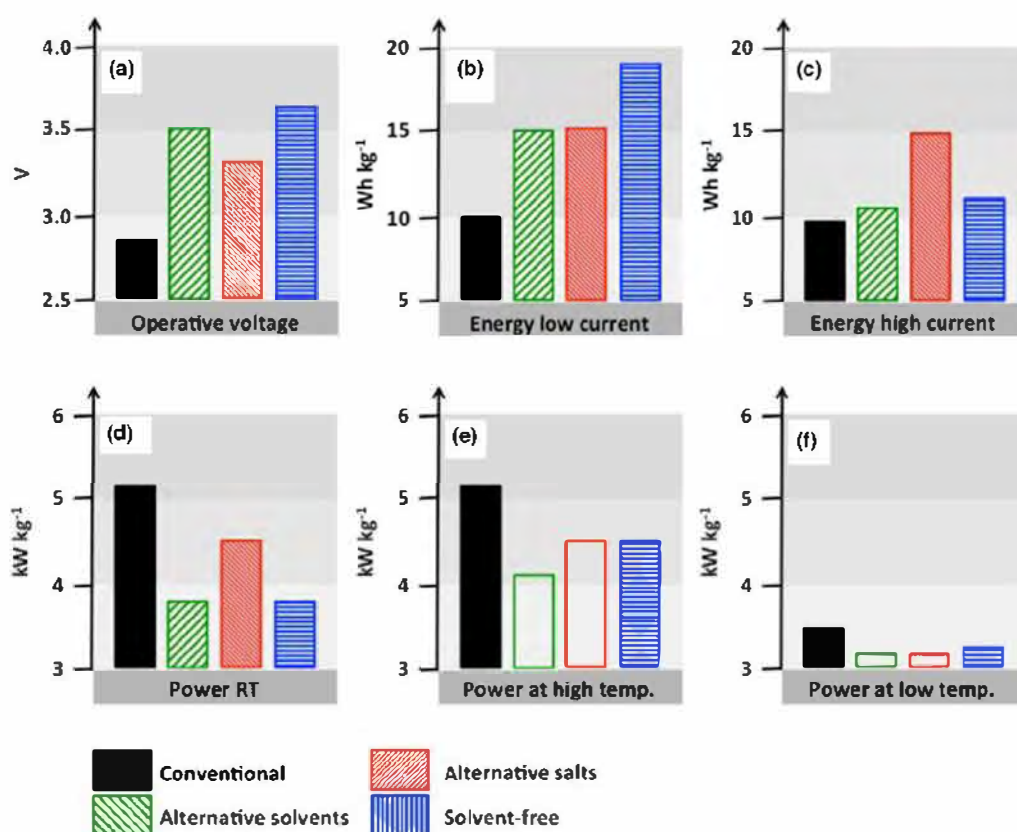 (a)
4.0
3.5
3.0
2.5
V
Operative voltage
(b)
20
15
10
5
Wh kg⁻¹
Energy low current
(c)
20
15
10
5
Wh kg⁻¹
Energy high current
(d)
6
5
4
3
kW kg⁻¹
Power RT
(e)
6
5
4
3
kW kg⁻¹
Power at high temp.
(f)
6
5
4
3
kW kg⁻¹
Power at low temp.
Conventional
Alternative salts
Alternative solvents
Solvent-free